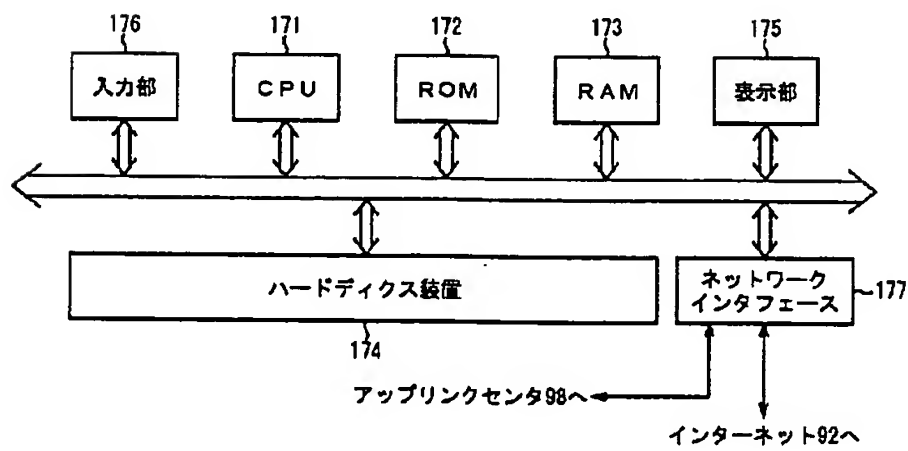 176
171
172
173
175
入力部
CPU
ROM
RAM
表示部
ハードディクス装置
ネットワーク
インタフェース
177
174
アップリンクセンタ98へ
インターネット92へ